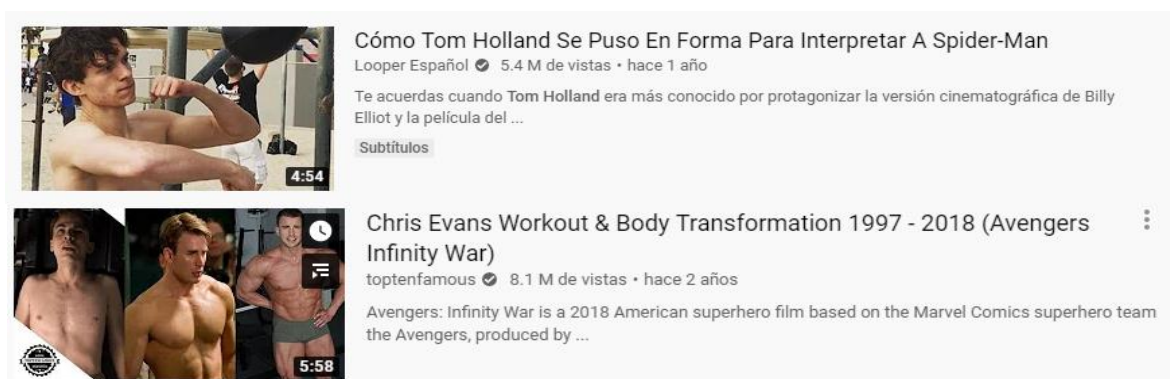 Cómo Tom Holland Se Puso En Forma Para Interpretar A Spider-Man
Looper Español 5.4 M de vistas • hace 1 año
Te acuerdas cuando Tom Holland era más conocido por protagonizar la versión cinematográfica de Billy
Elliot y la película del ...
Subtítulos
4:54
Chris Evans Workout & Body Transformation 1997 - 2018 (Avengers
Infinity War)
toptenfamous 8.1 M de vistas • hace 2 años
Avengers: Infinity War is a 2018 American superhero film based on the Marvel Comics superhero team
the Avengers, produced by ...
5:58